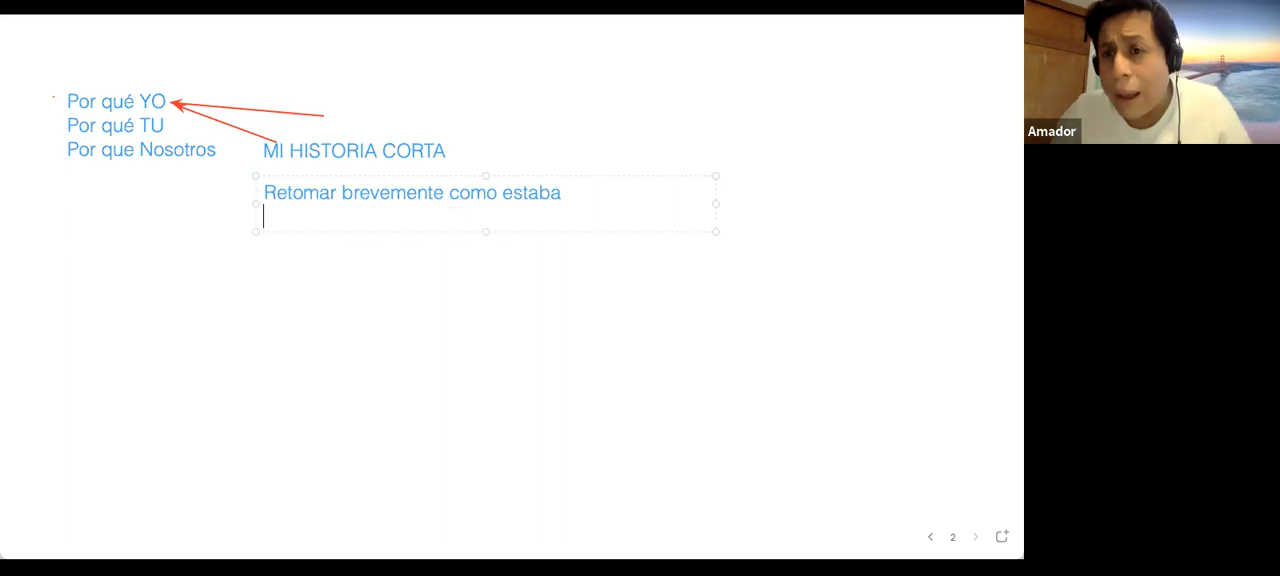 Por qué YO
Por qué TU
Por que Nosotros
MI HISTORIA CORTA
Retomar brevemente como estaba
Amador
2